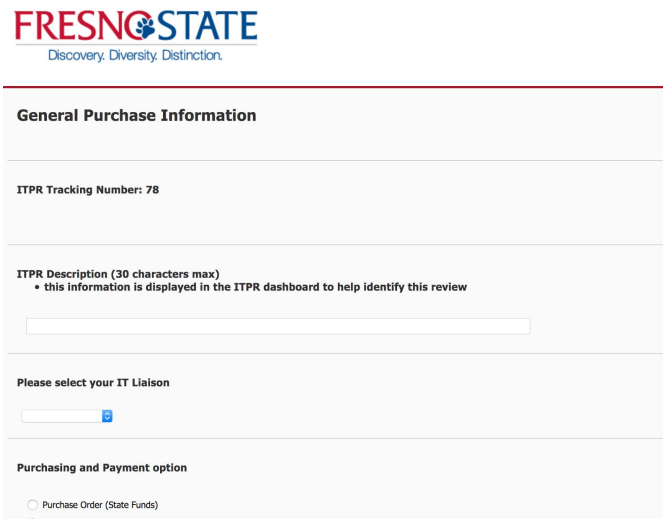 FRESNO STATE
Discovery. Diversity. Distinction.
General Purchase Information
ITPR Tracking Number: 78
ITPR Description (30 characters max)
• this information is displayed in the ITPR dashboard to help identify this review
Please select your IT Liaison
Purchasing and Payment option
Purchase Order (State Funds)